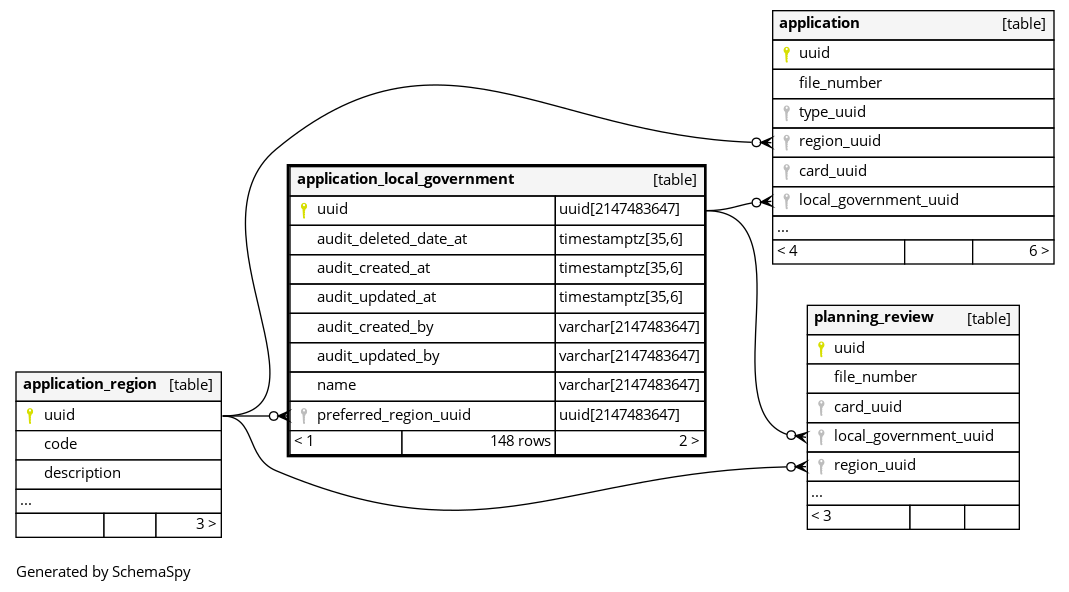 application [table]
uuid
file_number
type_uuid
region_uuid
card_uuid
local_government_uuid
...
< 4 6 >
application_local_government [table]
uuid uuid[2147483647]
audit_deleted_date_at timestamptz[35,6]
audit_created_at timestamptz[35,6]
audit_updated_at timestamptz[35,6]
audit_created_by varchar[2147483647]
audit_updated_by varchar[2147483647]
name varchar[2147483647]
preferred_region_uuid uuid[2147483647]
< 1 148 rows 2 >
planning_review [table]
uuid
file_number
card_uuid
local_government_uuid
region_uuid
...
< 3
application_region [table]
uuid
code
description
...
3 >
Generated by SchemaSpy